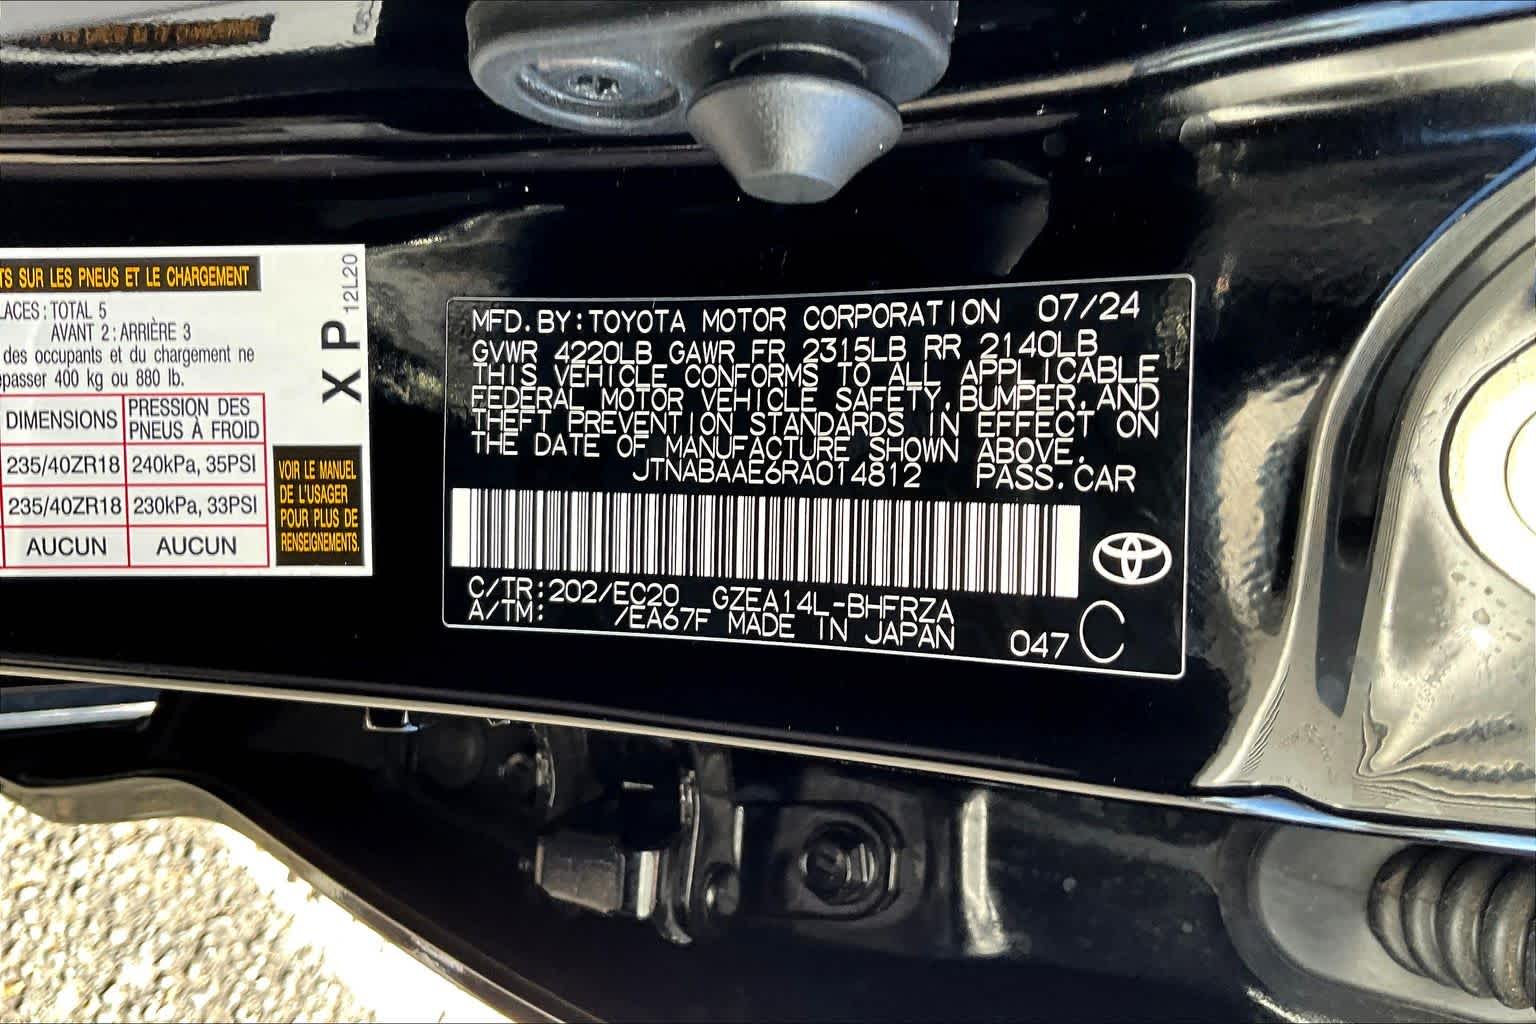 TS SUR LES PNEUS ET LE CHARGEMENT
LACES : TOTAL 5
AVANT 2 : ARRIÈRE 3
des occupants et du chargement ne
passer 400 kg ou 880 lb.
DIMENSIONS PRESSION DES PNEUS À FROID
235/40ZR18 240kPa, 35PSI
235/40ZR18 230kPa, 33PSI
AUCUN AUCUN
X P 12L20
VOIR LE MANUEL
DE L'USAGER
POUR PLUS DE
RENSEIGNEMENTS.
MFD. BY: TOYOTA MOTOR CORPORATION 07/24
GVWR 4220LB GAWR FR 2315LB RR 2140LB
THIS VEHICLE CONFORMS TO ALL APPLICABLE
FEDERAL MOTOR VEHICLE SAFETY, BUMPER, AND
THEFT PREVENTION STANDARDS IN EFFECT ON
THE DATE OF MANUFACTURE SHOWN ABOVE.
JTNABAAE6RA014812 PASS. CAR
C/TR: 202/EC20 GZEA14L-BHFRZA
A/TM: /EA67F MADE IN JAPAN 047 C